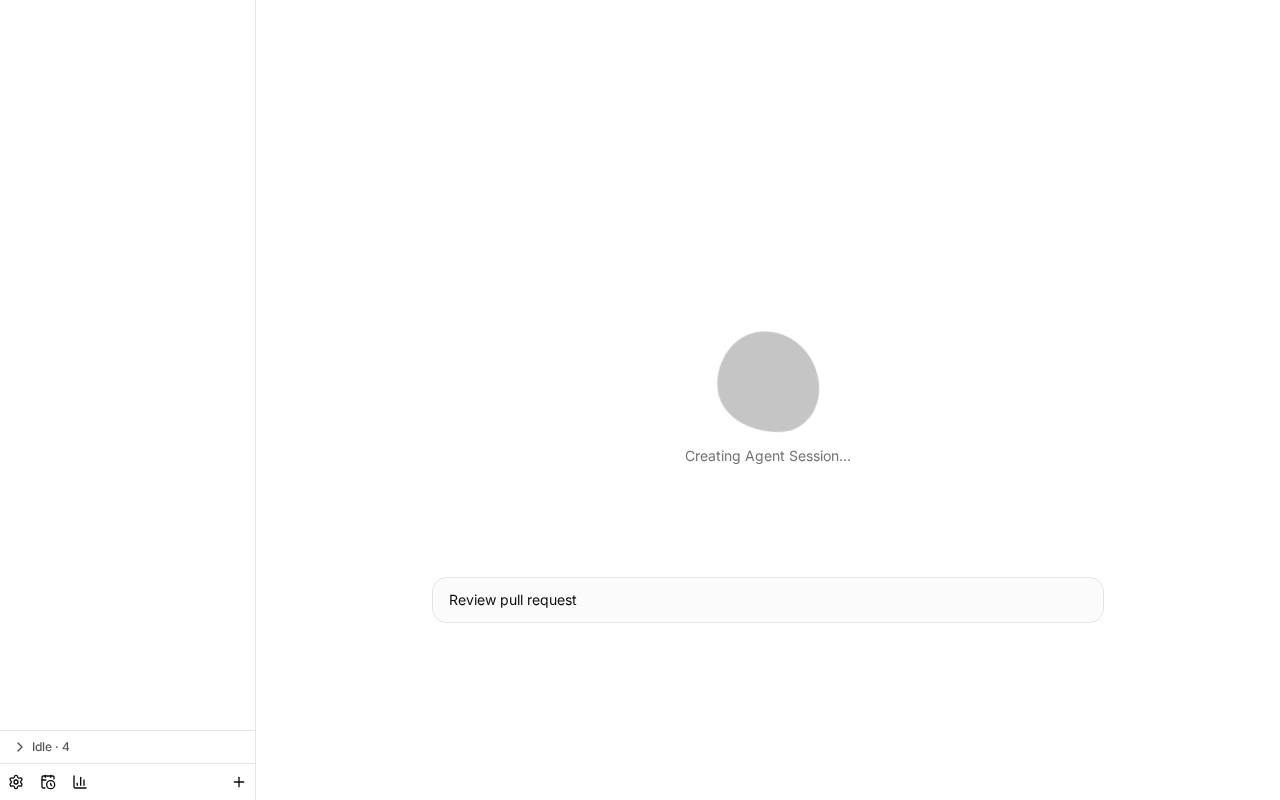 Creating Agent Session...
Review pull request
Idle · 4